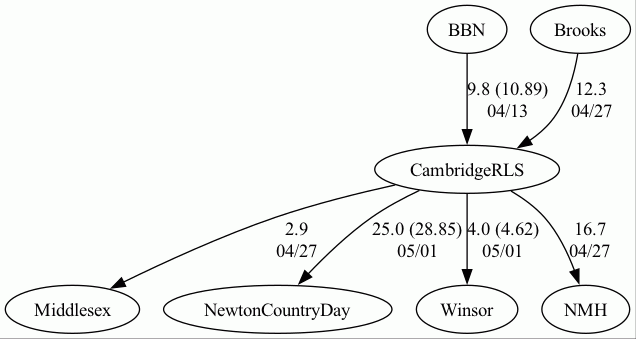 BBN
Brooks
9.8 (10.89)
04/13
12.3
04/27
CambridgeRLS
2.9
04/27
25.0 (28.85)
05/01
4.0 (4.62)
05/01
16.7
04/27
Middlesex
NewtonCountryDay
Winsor
NMH